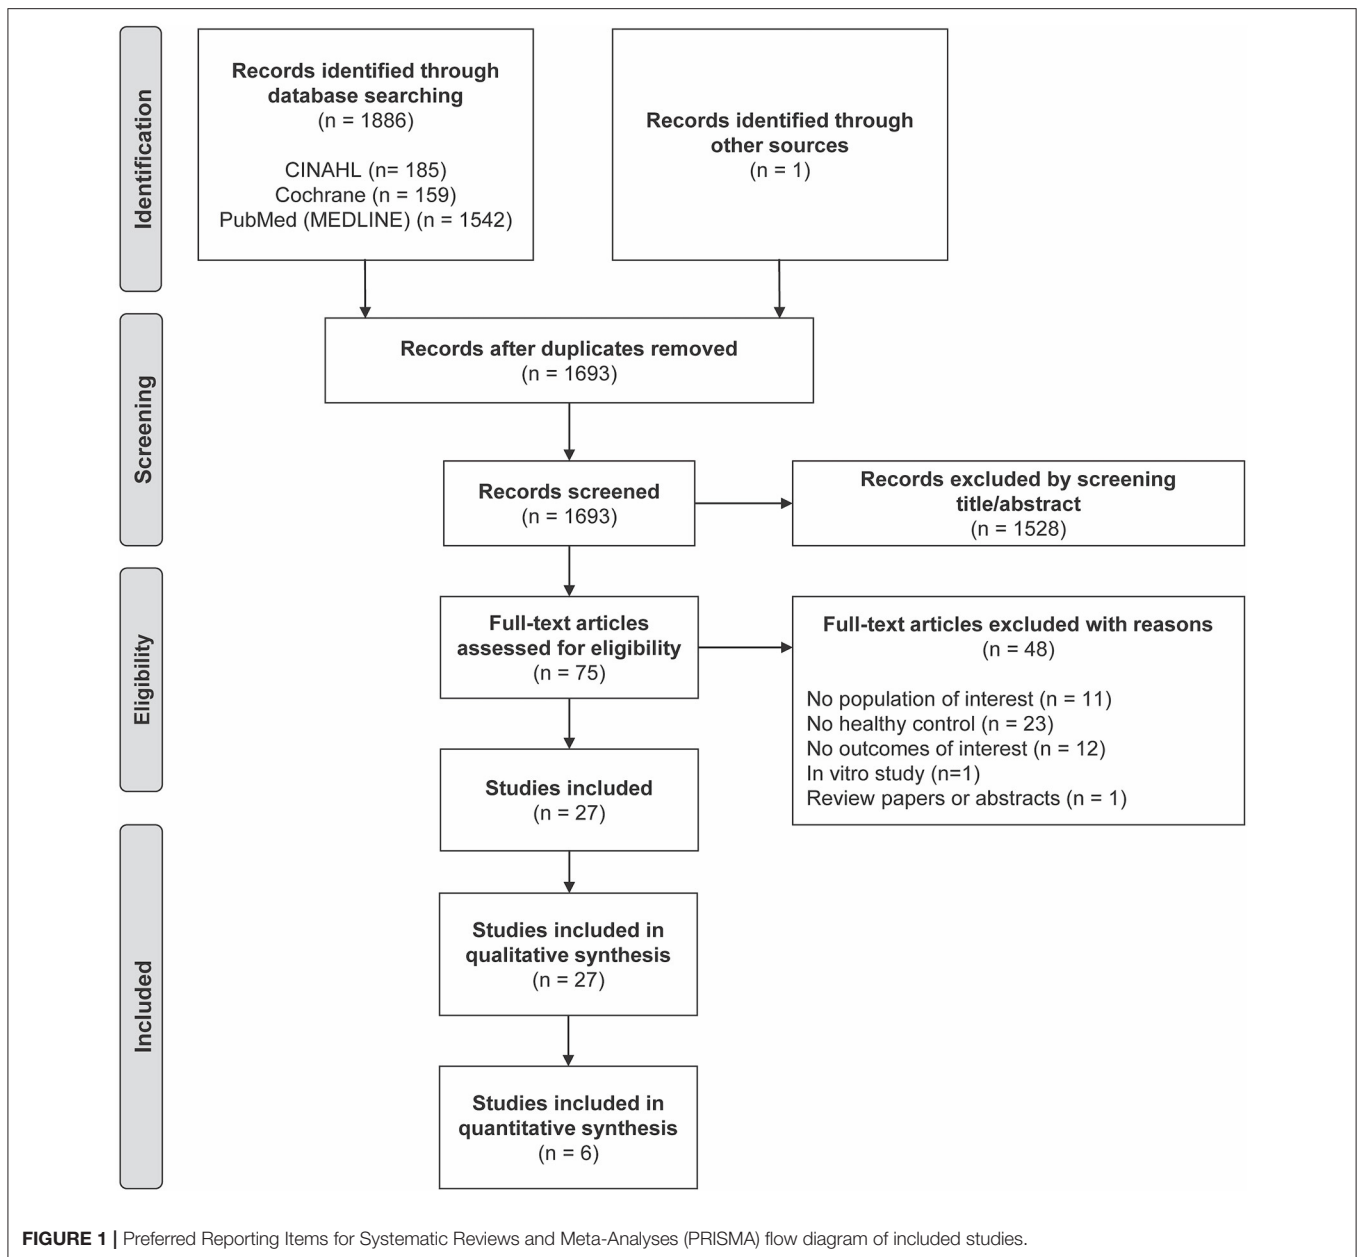 Identification
Records identified through
database searching
(n = 1886)
CINAHL (n= 185)
Cochrane (n = 159)
PubMed (MEDLINE) (n = 1542)
Records identified through
other sources
(n = 1)
Screening
Records after duplicates removed
(n = 1693)
Records screened
(n = 1693)
Records excluded by screening
title/abstract
(n = 1528)
Eligibility
Full-text articles
assessed for eligibility
(n = 75)
Full-text articles excluded with reasons
(n = 48)
No population of interest (n = 11)
No healthy control (n = 23)
No outcomes of interest (n = 12)
In vitro study (n=1)
Review papers or abstracts (n = 1)
Studies included
(n = 27)
Included
Studies included in
qualitative synthesis
(n = 27)
Studies included in
quantitative synthesis
(n = 6)
FIGURE 1 | Preferred Reporting Items for Systematic Reviews and Meta-Analyses (PRISMA) flow diagram of included studies.